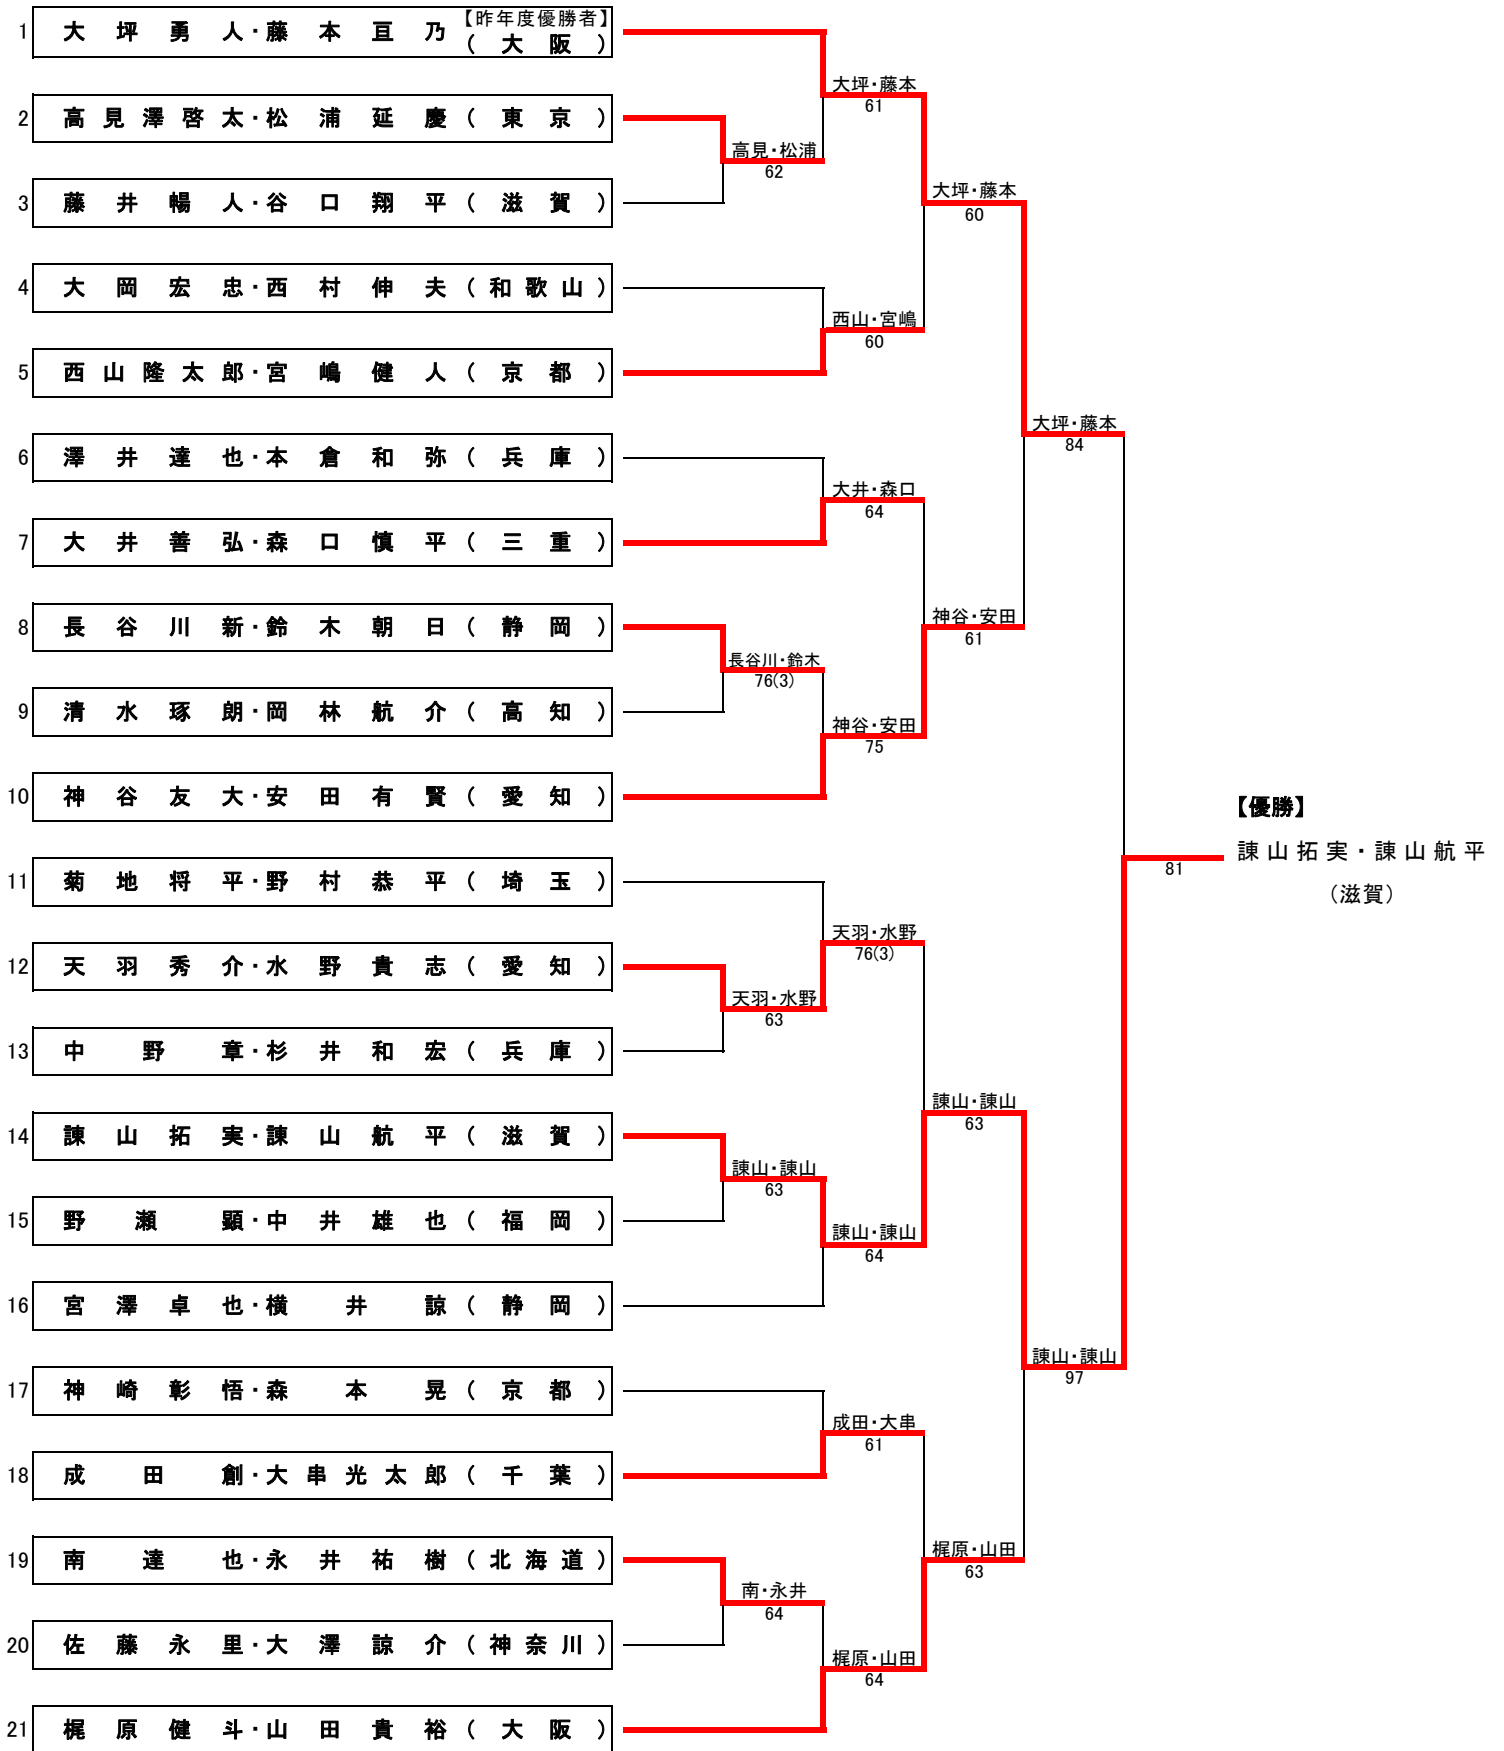 1 大坪勇人・藤本亘乃 【昨年度優勝者】 (大阪)
2 高見澤啓太・松浦延慶 (東京)
3 藤井暢人・谷口翔平 (滋賀)
4 大岡宏忠・西村伸夫 (和歌山)
5 西山隆太郎・宮嶋健人 (京都)
6 澤井達也・本倉和弥 (兵庫)
7 大井善弘・森口慎平 (三重)
8 長谷川新・鈴木朝日 (静岡)
9 清水琢朗・岡林航介 (高知)
10 神谷友大・安田有賢 (愛知)
11 菊地将平・野村恭平 (埼玉)
12 天羽秀介・水野貴志 (愛知)
13 中野章・杉井和宏 (兵庫)
14 諌山拓実・諌山航平 (滋賀)
15 野瀬顕・中井雄也 (福岡)
16 宮澤卓也・横井諒 (静岡)
17 神崎彰悟・森本晃 (京都)
18 成田創・大串光太郎 (千葉)
19 南達也・永井祐樹 (北海道)
20 佐藤永里・大澤諒介 (神奈川)
21 梶原健斗・山田貴裕 (大阪)
高見・松浦
62
長谷川・鈴木
76(3)
天羽・水野
63
諌山・諌山
63
南・永井
64
大坪・藤本
61
西山・宮嶋
60
大井・森口
64
神谷・安田
75
天羽・水野
76(3)
諌山・諌山
64
成田・大串
61
梶原・山田
64
大坪・藤本
60
神谷・安田
61
諌山・諌山
63
梶原・山田
63
大坪・藤本
84
諌山・諌山
97
81
【優勝】
諌山拓実・諌山航平
(滋賀)